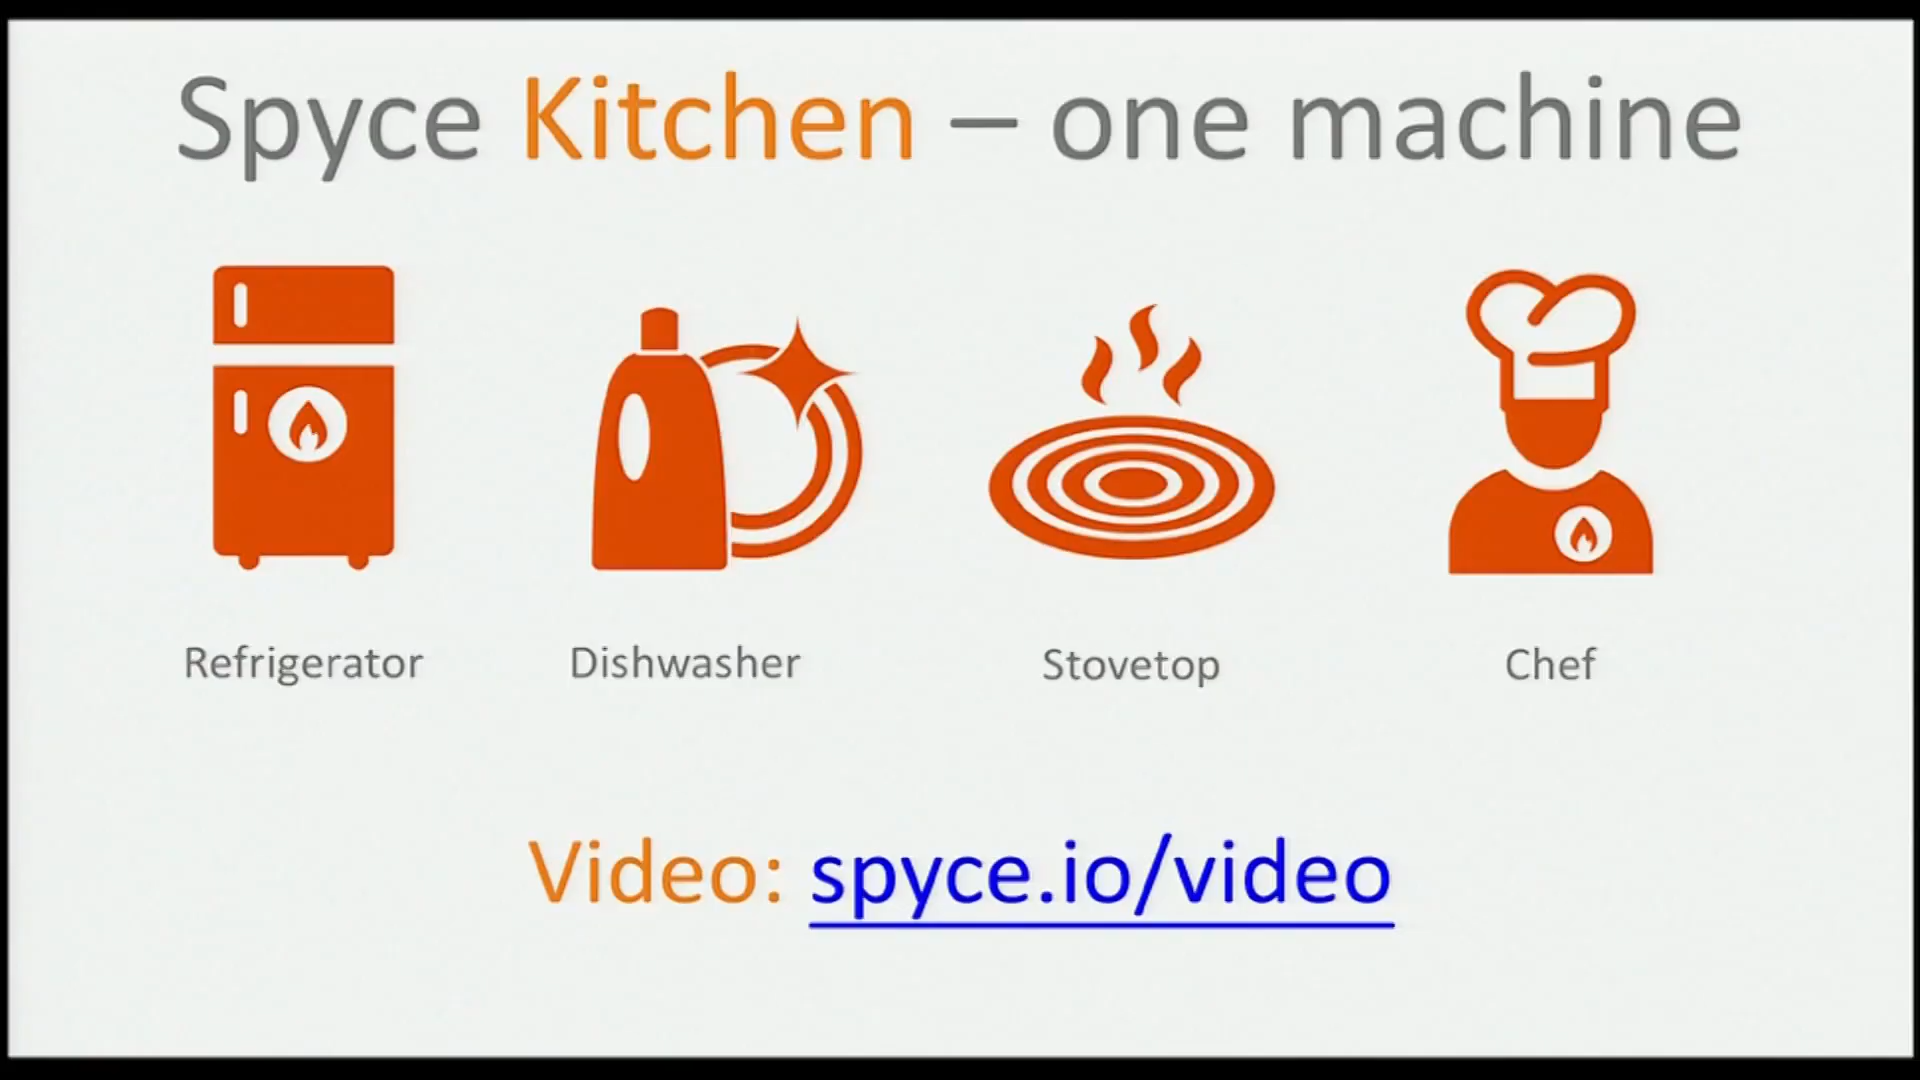 Spyce Kitchen – one machine
Refrigerator
Dishwasher
Stovetop
Chef
Video: spyce.io/video